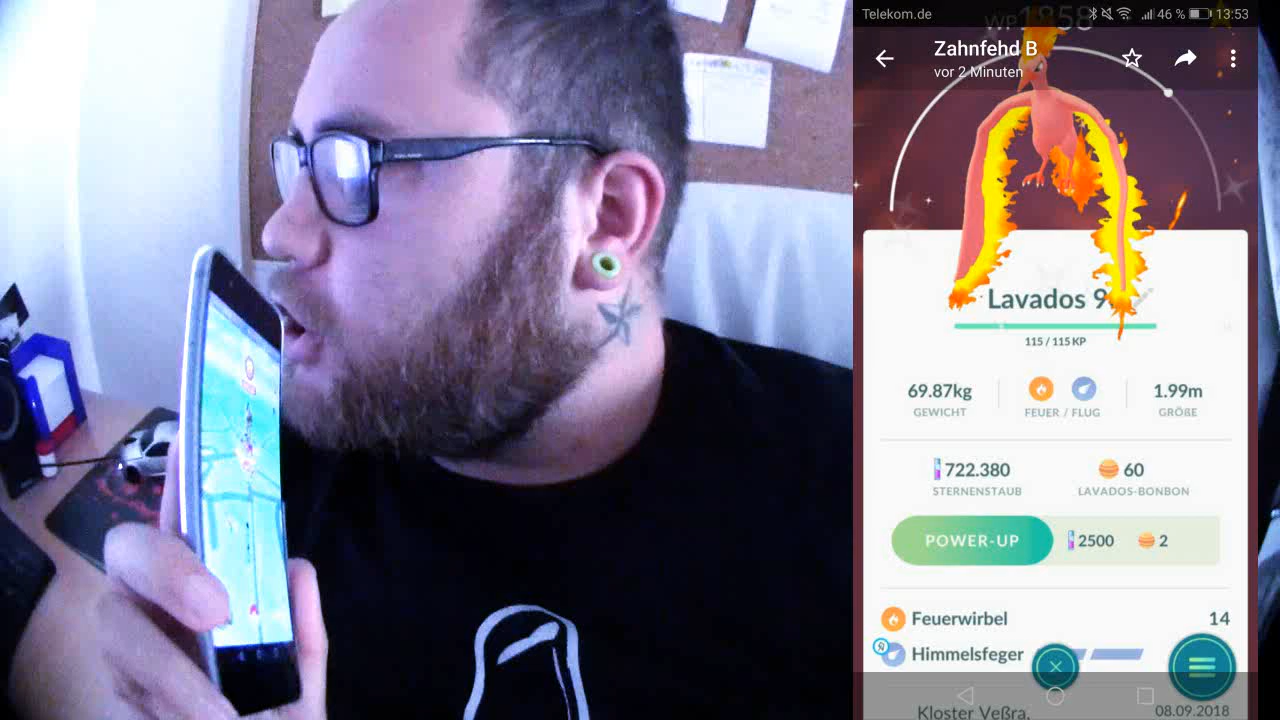 Telekom.de 46 % 13:53
WP1858
Zahnfehd B
vor 2 Minuten
Lavados 9
115 / 115 KP
69.87kg 1.99m
GEWICHT FEUER / FLUG GRÖßE
722.380 60
STERNENSTAUB LAVADOS-BONBON
POWER-UP 2500 2
Feuerwirbel 14
Himmelsfeger
Kloster Veßra, 08.09.2018